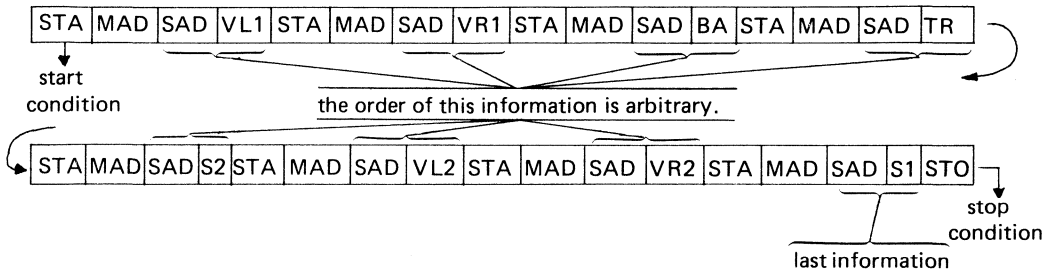 STA MAD SAD VL1 STA MAD SAD VR1 STA MAD SAD BA STA MAD SAD TR
start
condition
the order of this information is arbitrary.
STA MAD SAD S2 STA MAD SAD VL2 STA MAD SAD VR2 STA MAD SAD S1 STO
stop
condition
last information